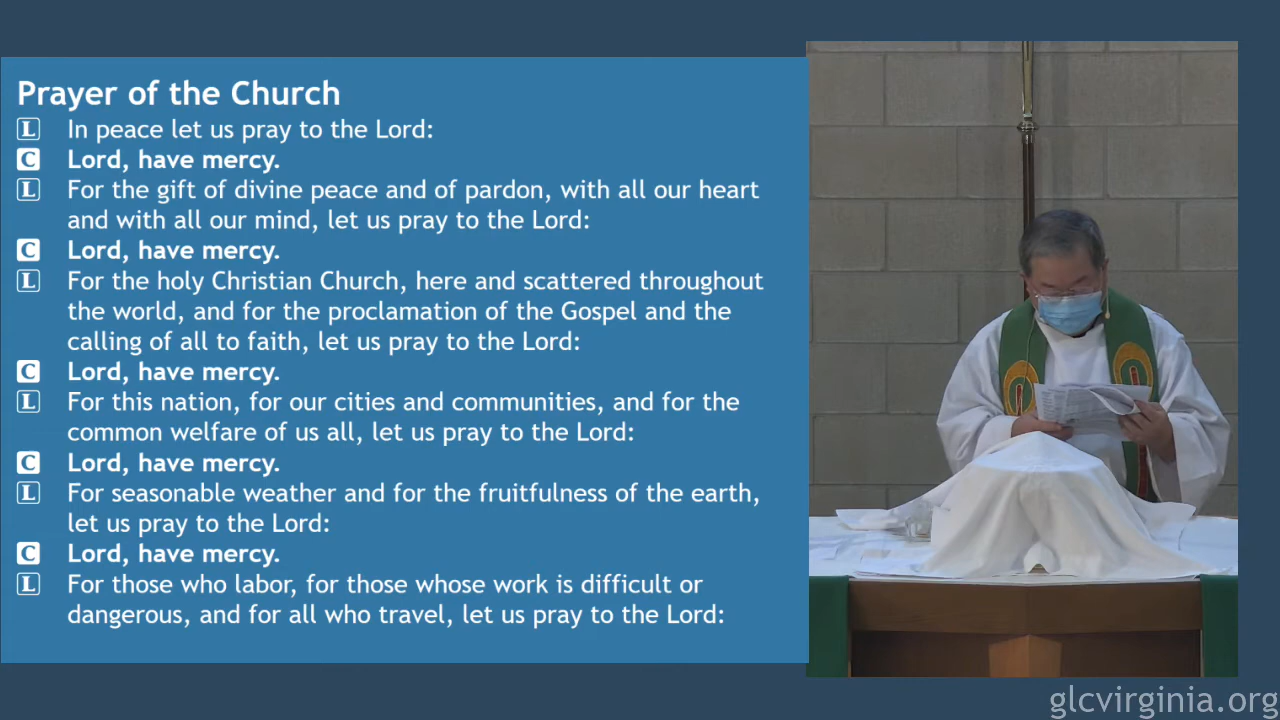 Prayer of the Church
L In peace let us pray to the Lord:
C Lord, have mercy.
L For the gift of divine peace and of pardon, with all our heart
and with all our mind, let us pray to the Lord:
C Lord, have mercy.
L For the holy Christian Church, here and scattered throughout
the world, and for the proclamation of the Gospel and the
calling of all to faith, let us pray to the Lord:
C Lord, have mercy.
L For this nation, for our cities and communities, and for the
common welfare of us all, let us pray to the Lord:
C Lord, have mercy.
L For seasonable weather and for the fruitfulness of the earth,
let us pray to the Lord:
C Lord, have mercy.
L For those who labor, for those whose work is difficult or
dangerous, and for all who travel, let us pray to the Lord:
glcvirginia.org